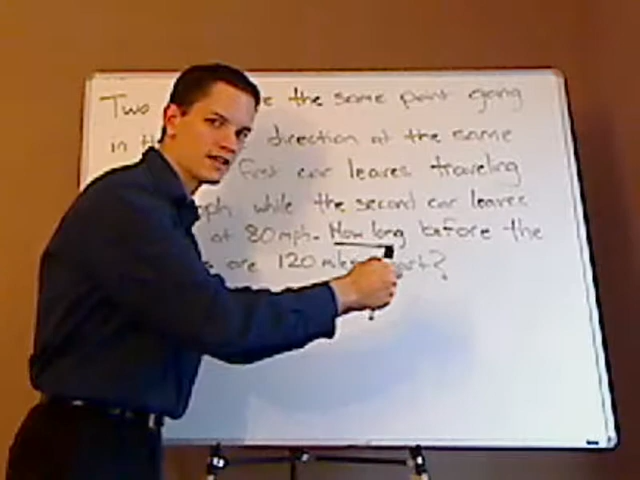 Two the same point going
in direction at the same
first car leaves traveling
mph while the second car leaves
at 80mph. How long before the
are 120 miles apart?